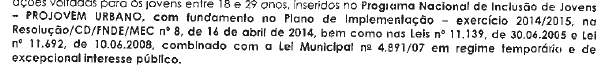 ações voltadas para os jovens entre 18 e 29 anos, inseridos no Programa Nacional de Inclusão de Jovens
– PROJOVEM URBANO, com fundamento no Plano de Implementação – exercício 2014/2015, na
Resolução/CD/FNDE/MEC nº 8, de 16 de abril de 2014, bem como nas Leis nº 11.139, de 30.06.2005 e Lei
nº 11.692, de 10.06.2008, combinado com a Lei Municipal nº 4.891/07 em regime temporário e de
excepcional interesse público.